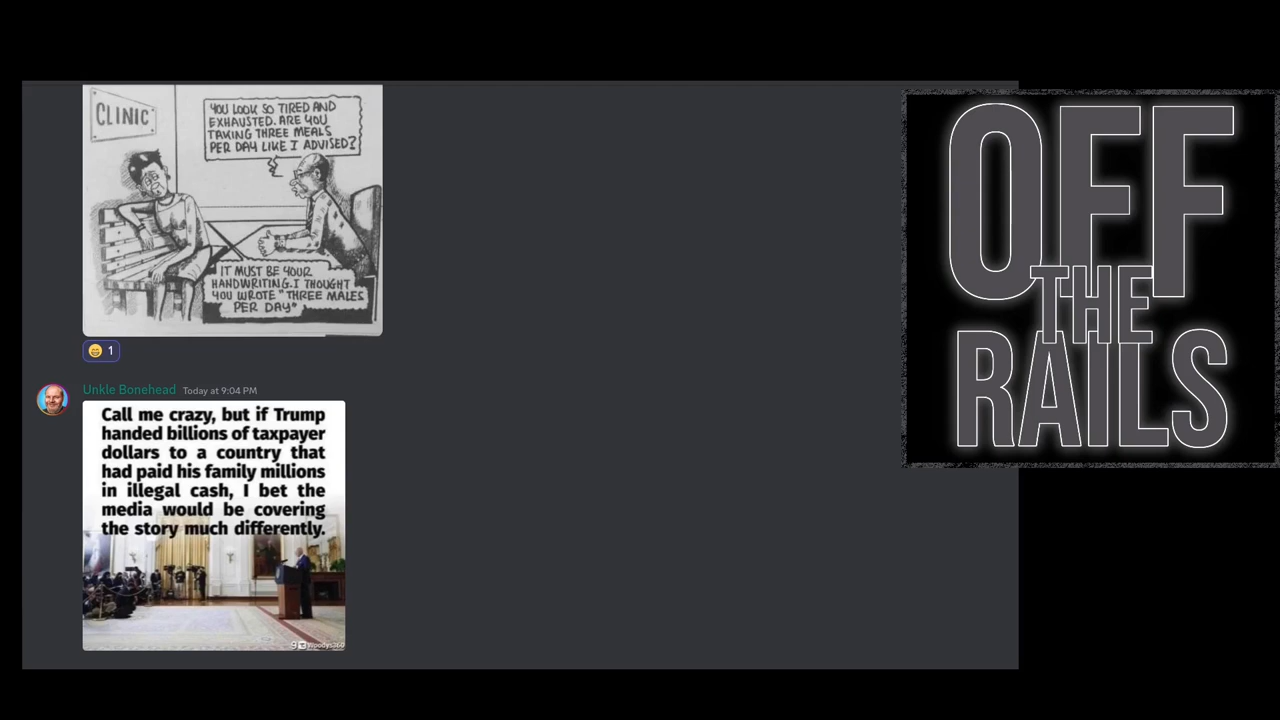 CLINIC
YOU LOOK SO TIRED AND
EXHAUSTED. ARE YOU
TAKING THREE MEALS
PER DAY LIKE I ADVISED?
IT MUST BE YOUR
HANDWRITING. I THOUGHT
YOU WROTE "THREE MALES
PER DAY"
1
Unkle Bonehead Today at 9:04 PM
Call me crazy, but if Trump
handed billions of taxpayer
dollars to a country that
had paid his family millions
in illegal cash, I bet the
media would be covering
the story much differently.
Woodys360
OFF
THE
RAILS